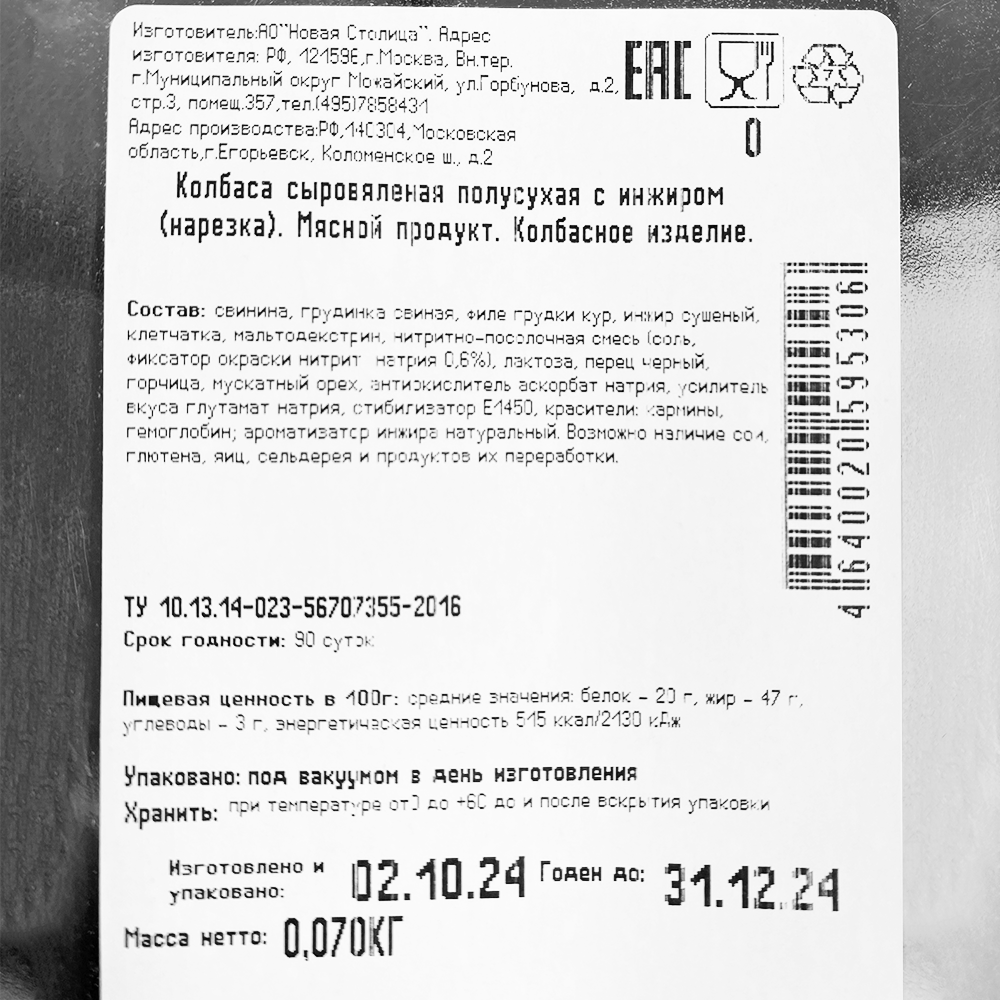 Изготовитель:АО"Новая Столица". Адрес
изготовителя: РФ, 121596,г.Москва, Вн.тер.
г.Муниципальный округ Можайский, ул.Горбунова, д.2,
стр.3, помещ.357,тел.(495)7858431
Адрес производства:РФ,140304,Московская
область,г.Егорьевск, Коломенское ш., д.2
EAC
7
0
Колбаса сыровяленая полусухая с инжиром
(нарезка). Мясной продукт. Колбасное изделие.
Состав: свинина, грудинка свиная, филе грудки кур, инжир сушеный,
клетчатка, мальтодекстрин, нитритно-посолочная смесь (соль,
фиксатор окраски нитрит натрия 0,6%), лактоза, перец черный,
горчица, мускатный орех, антиокислитель аскорбат натрия, усилитель
вкуса глутамат натрия, стибилизатор Е1450, красители: кармины,
гемоглобин; ароматизатор инжира натуральный. Возможно наличие сои,
глютена, яиц, сельдерея и продуктов их переработки.
4640020595306
ТУ 10.13.14-023-56707355-2016
Срок годности: 90 суток
Пищевая ценность в 100г: средние значения: белок - 20 г, жир - 47 г,
углеводы - 3 г, энергетическая ценность 515 ккал/2130 кДж
Упаковано: под вакуумом в день изготовления
Хранить: при температуре от0 до +6С до и после вскрытия упаковки
Изготовлено и
упаковано: 02.10.24 Годен до: 31.12.24
Масса нетто: 0,070КГ